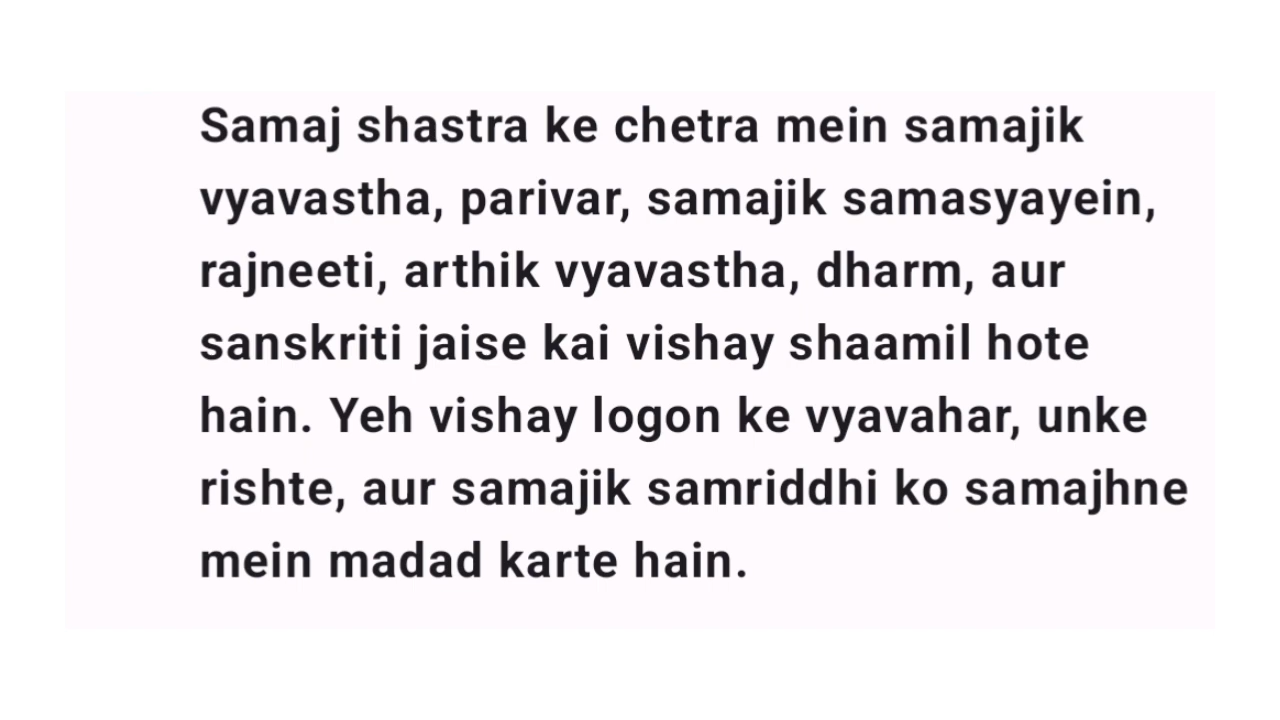 Samaj shastra ke chetra mein samajik
vyavastha, parivar, samajik samasyayein,
rajneeti, arthik vyavastha, dharm, aur
sanskriti jaise kai vishay shaamil hote
hain. Yeh vishay logon ke vyavahar, unke
rishte, aur samajik samriddhi ko samajhne
mein madad karte hain.